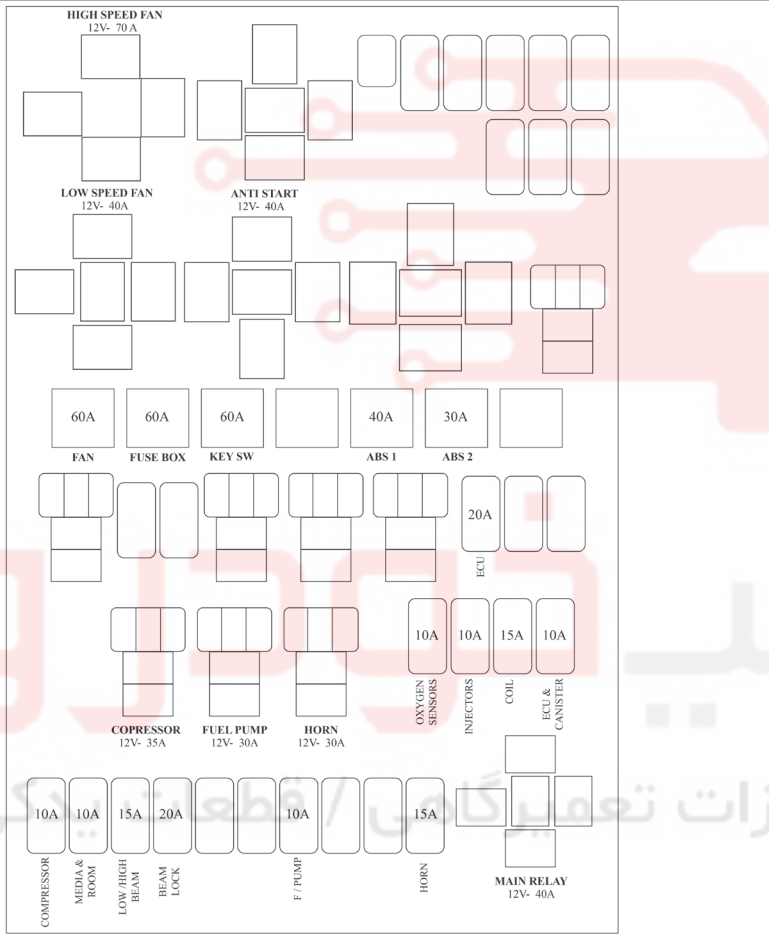 HIGH SPEED FAN
12V- 70 A
LOW SPEED FAN
12V- 40A
ANTI START
12V- 40A
60A
60A
60A
40A
30A
FAN
FUSE BOX
KEY SW
ABS 1
ABS 2
20A
ECU
10A
10A
15A
10A
OXYGEN
SENSORS
INJECTORS
COIL
ECU &
CANISTER
COPRESSOR
12V- 35A
FUEL PUMP
12V- 30A
HORN
12V- 30A
10A
10A
15A
20A
10A
15A
COMPRESSOR
MEDIA &
ROOM
LOW /HIGH
BEAM
BEAM
LOCK
F / PUMP
HORN
MAIN RELAY
12V- 40A